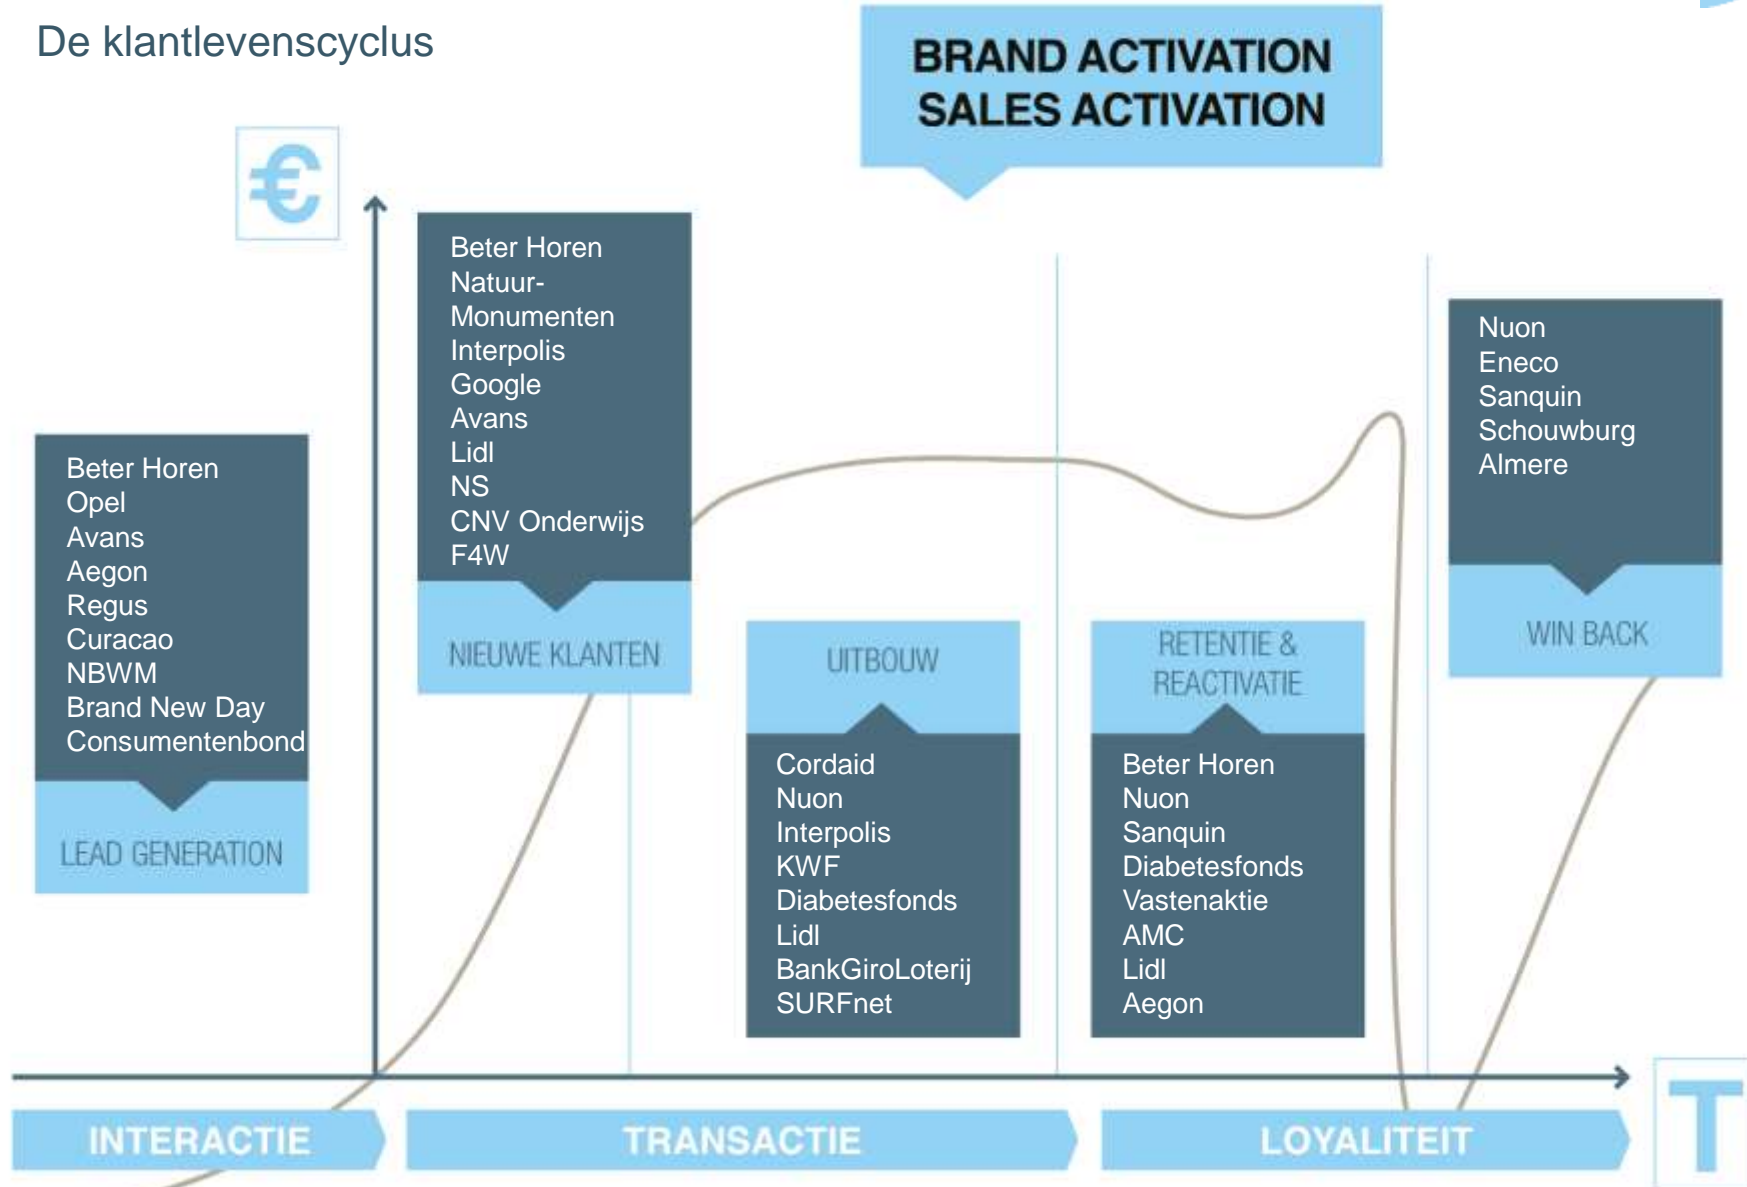 De klantlevenscyclus
BRAND ACTIVATION
SALES ACTIVATION
€
Beter Horen
Opel
Avans
Aegon
Regus
Curacao
NBWM
Brand New Day
Consumentenbond
LEAD GENERATION
Beter Horen
Natuur-
Monumenten
Interpolis
Google
Avans
Lidl
NS
CNV Onderwijs
F4W
NIEUWE KLANTEN
UITBOUW
Cordaid
Nuon
Interpolis
KWF
Diabetesfonds
Lidl
BankGiroLoterij
SURFnet
RETENTIE &
REACTIVATIE
Beter Horen
Nuon
Sanquin
Diabetesfonds
Vastenaktie
AMC
Lidl
Aegon
Nuon
Eneco
Sanquin
Schouwburg
Almere
WIN BACK
INTERACTIE
TRANSACTIE
LOYALITEIT
T